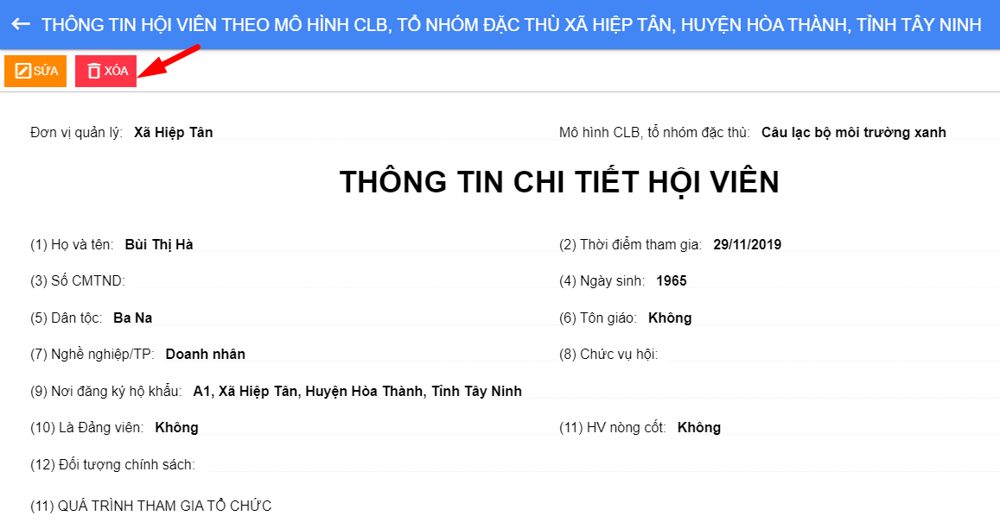 THÔNG TIN HỘI VIÊN THEO MÔ HÌNH CLB, TỔ NHÓM ĐẶC THÙ XÃ HIỆP TÂN, HUYỆN HÒA THÀNH, TỈNH TÂY NINH
SỬA XÓA
Đơn vị quản lý: Xã Hiệp Tân Mô hình CLB, tổ nhóm đặc thù: Câu lạc bộ môi trường xanh
THÔNG TIN CHI TIẾT HỘI VIÊN
(1) Họ và tên: Bùi Thị Hà (2) Thời điểm tham gia: 29/11/2019
(3) Số CMTND: (4) Ngày sinh: 1965
(5) Dân tộc: Ba Na (6) Tôn giáo: Không
(7) Nghề nghiệp/TP: Doanh nhân (8) Chức vụ hội:
(9) Nơi đăng ký hộ khẩu: A1, Xã Hiệp Tân, Huyện Hòa Thành, Tỉnh Tây Ninh
(10) Là Đảng viên: Không (11) HV nòng cốt: Không
(12) Đối tượng chính sách:
(11) QUÁ TRÌNH THAM GIA TỔ CHỨC